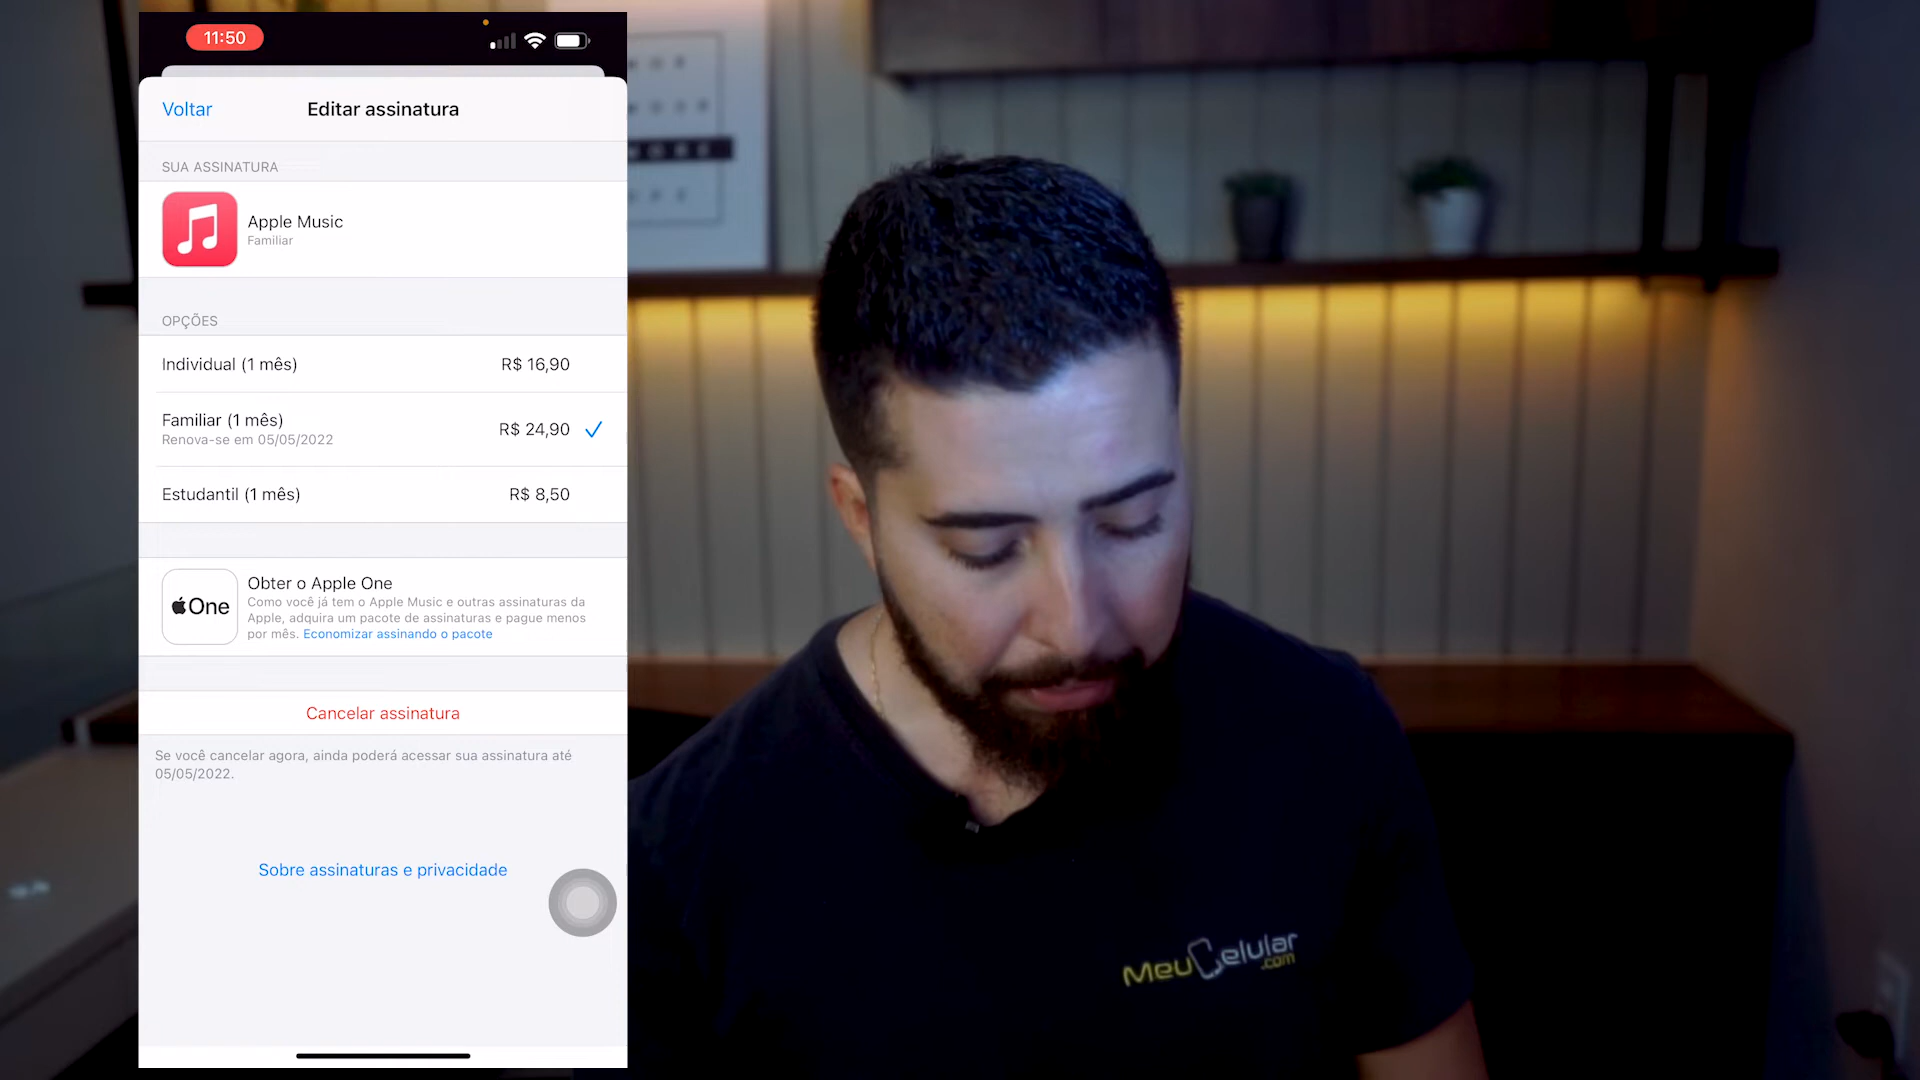 11:50
Voltar
Editar assinatura
SUA ASSINATURA
Apple Music
Familiar
OPÇÕES
Individual (1 mês)
R$ 16,90
Familiar (1 mês)
Renova-se em 05/05/2022
R$ 24,90
Estudantil (1 mês)
R$ 8,50
One
Obter o Apple One
Como você já tem o Apple Music e outras assinaturas da
Apple, adquira um pacote de assinaturas e pague menos
por mês. Economizar assinando o pacote
Cancelar assinatura
Se você cancelar agora, ainda poderá acessar sua assinatura até
05/05/2022.
Sobre assinaturas e privacidade
MeuCelular
.com